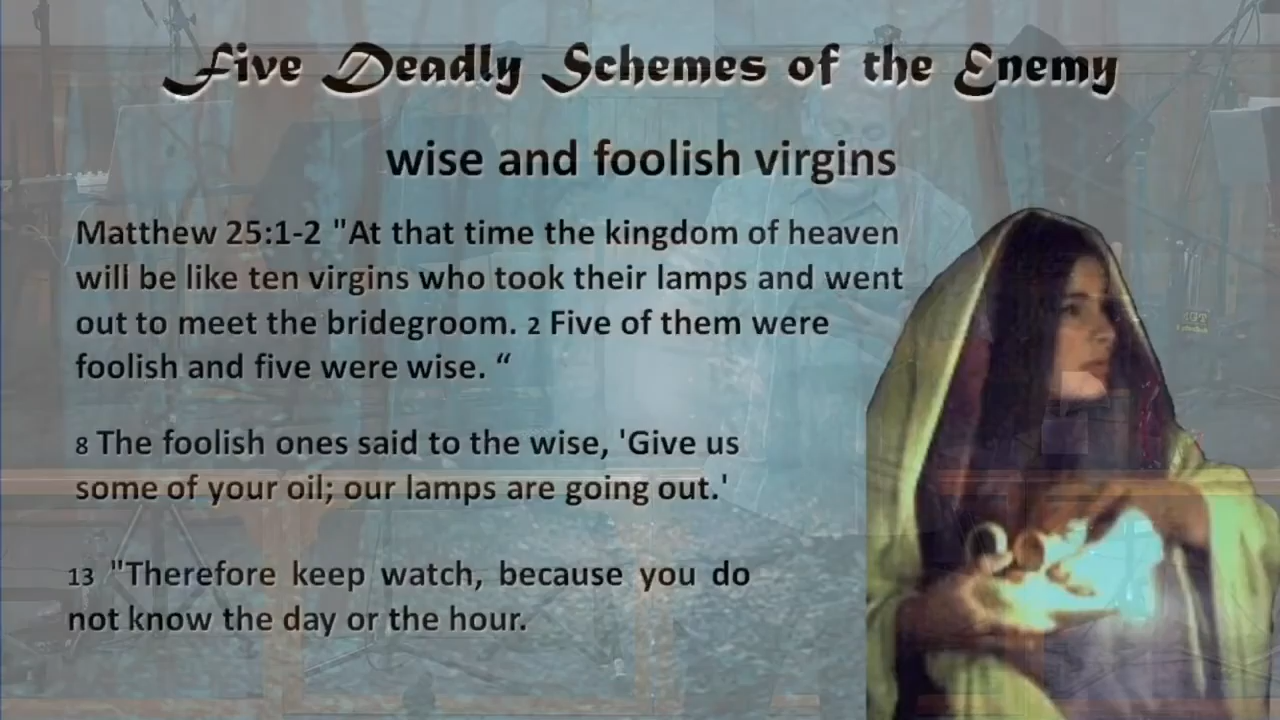 Five Deadly Schemes of the Enemy
wise and foolish virgins
Matthew 25:1-2 "At that time the kingdom of heaven
will be like ten virgins who took their lamps and went
out to meet the bridegroom. 2 Five of them were
foolish and five were wise. “
8 The foolish ones said to the wise, 'Give us
some of your oil; our lamps are going out.'
13 "Therefore keep watch, because you do
not know the day or the hour.